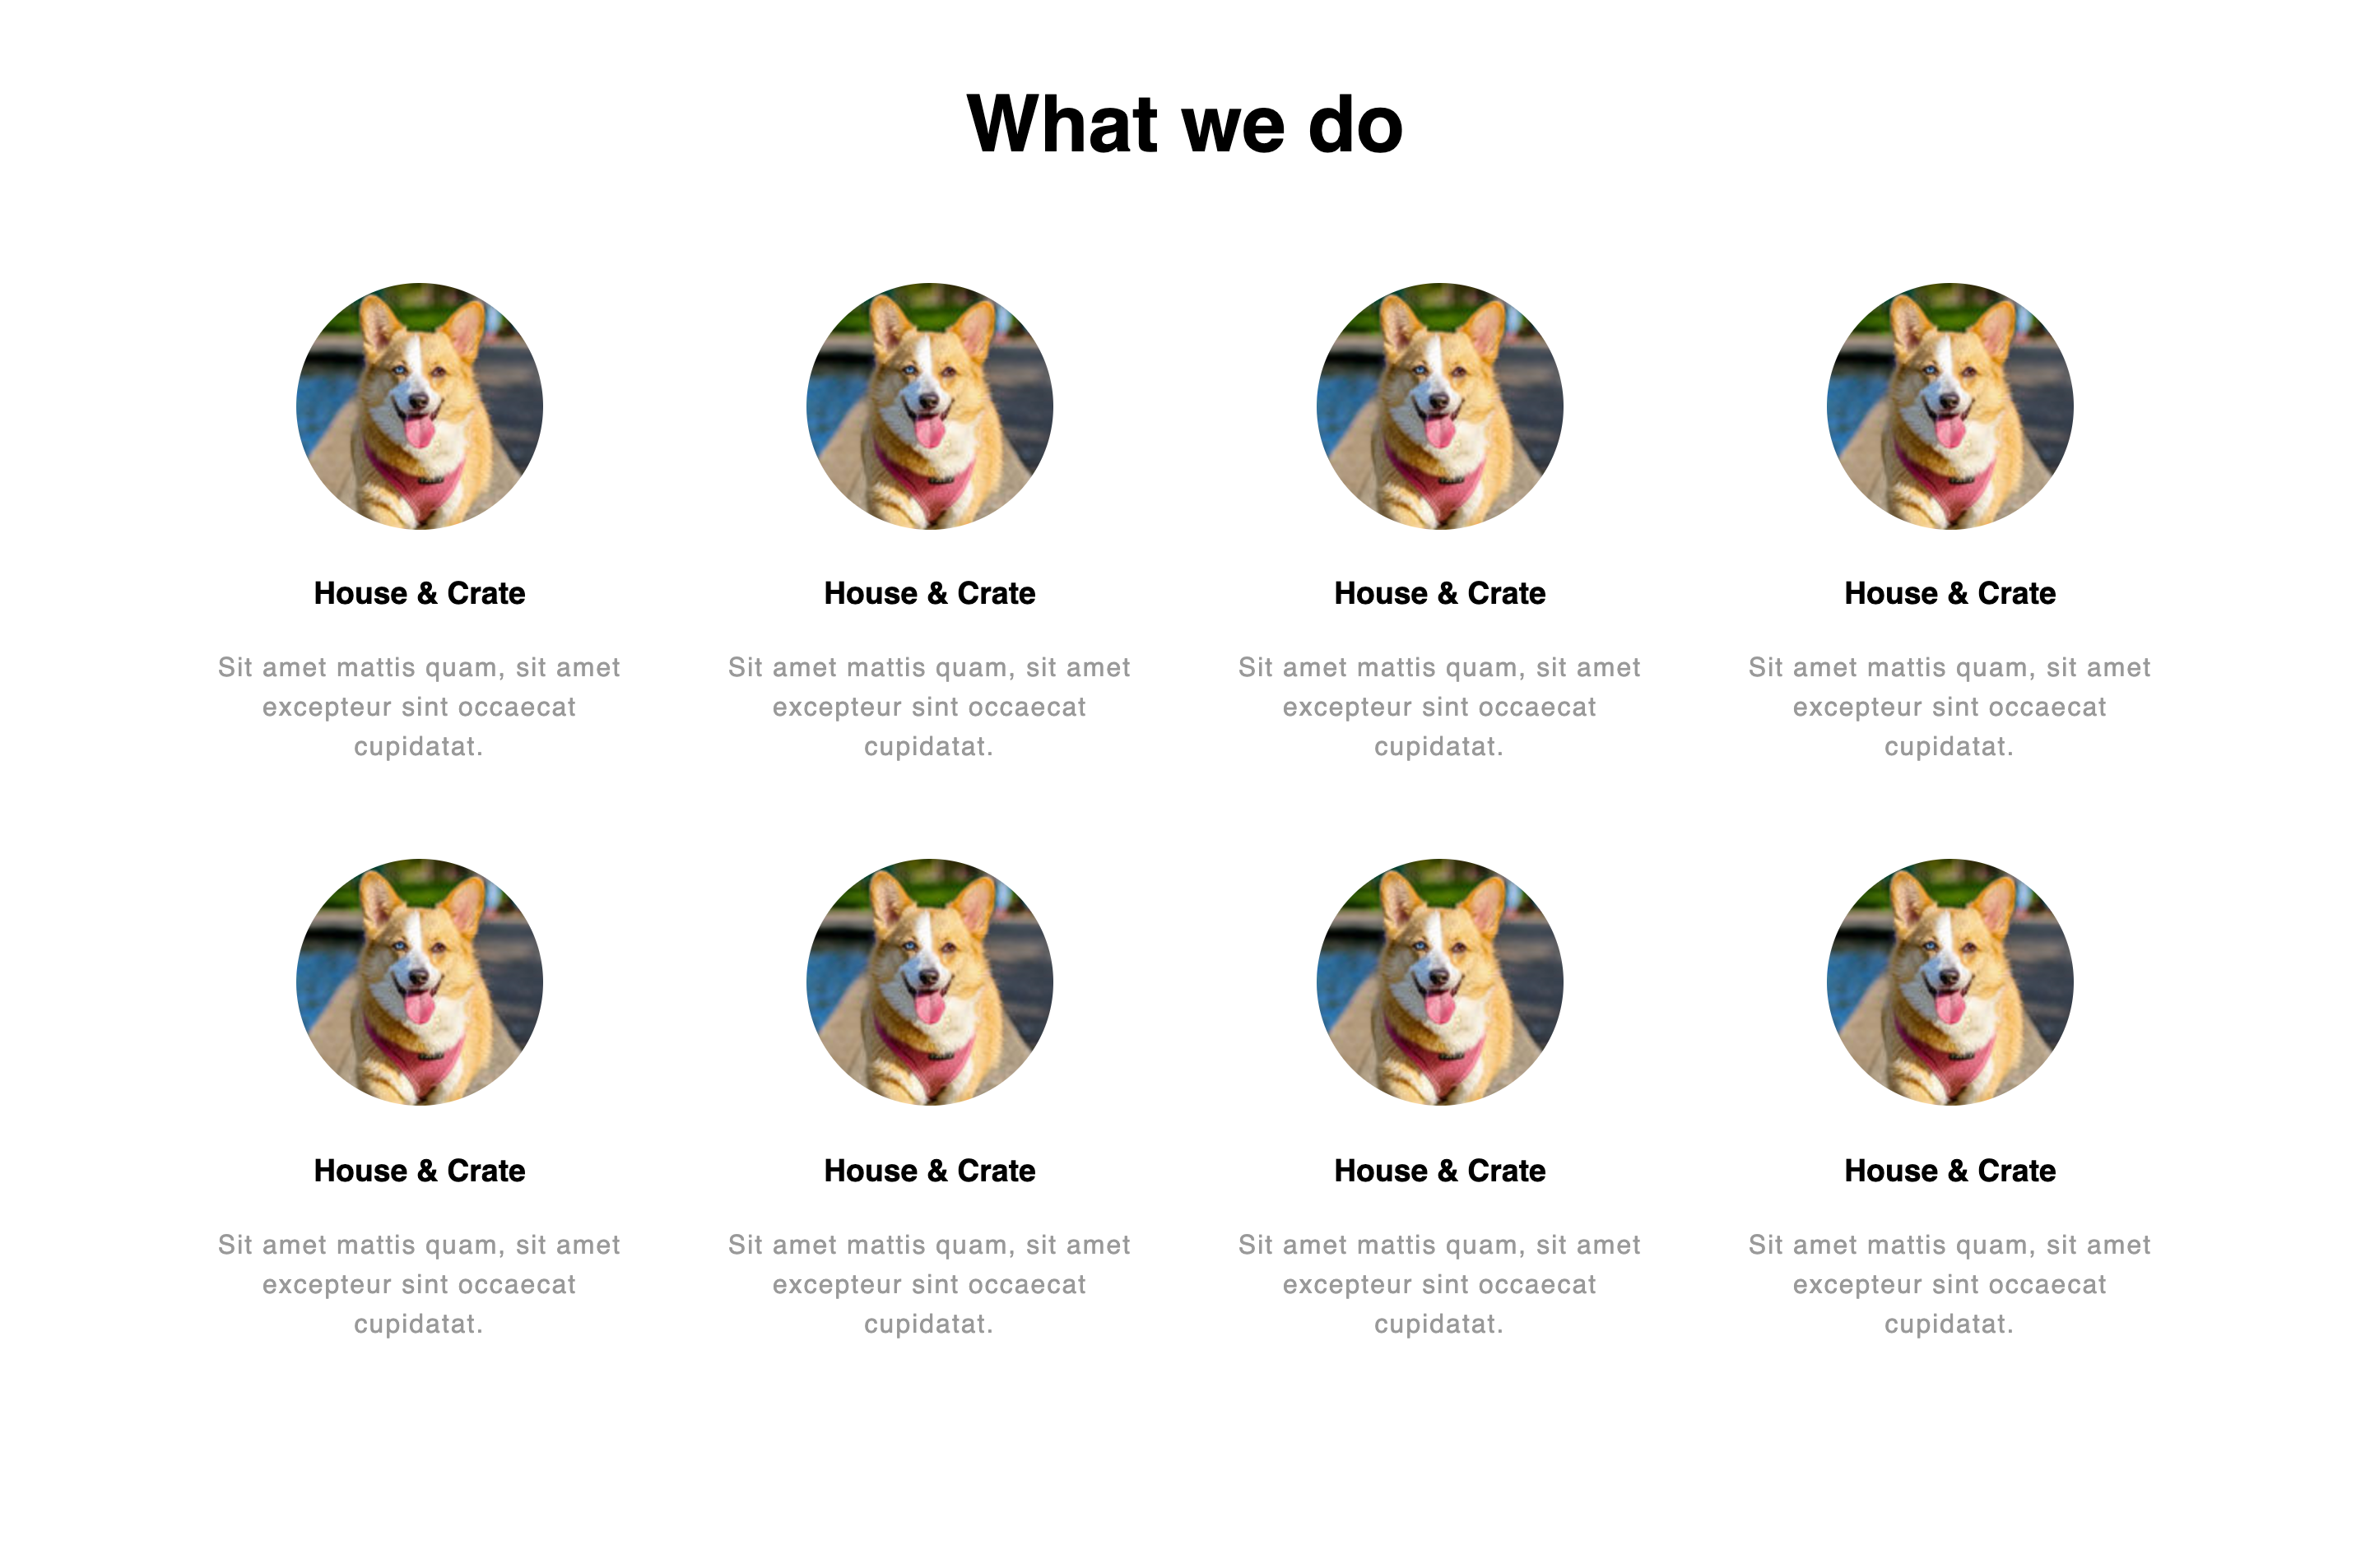 What we do
House & Crate
Sit amet mattis quam, sit amet
excepteur sint occaecat
cupidatat.
House & Crate
Sit amet mattis quam, sit amet
excepteur sint occaecat
cupidatat.
House & Crate
Sit amet mattis quam, sit amet
excepteur sint occaecat
cupidatat.
House & Crate
Sit amet mattis quam, sit amet
excepteur sint occaecat
cupidatat.
House & Crate
Sit amet mattis quam, sit amet
excepteur sint occaecat
cupidatat.
House & Crate
Sit amet mattis quam, sit amet
excepteur sint occaecat
cupidatat.
House & Crate
Sit amet mattis quam, sit amet
excepteur sint occaecat
cupidatat.
House & Crate
Sit amet mattis quam, sit amet
excepteur sint occaecat
cupidatat.